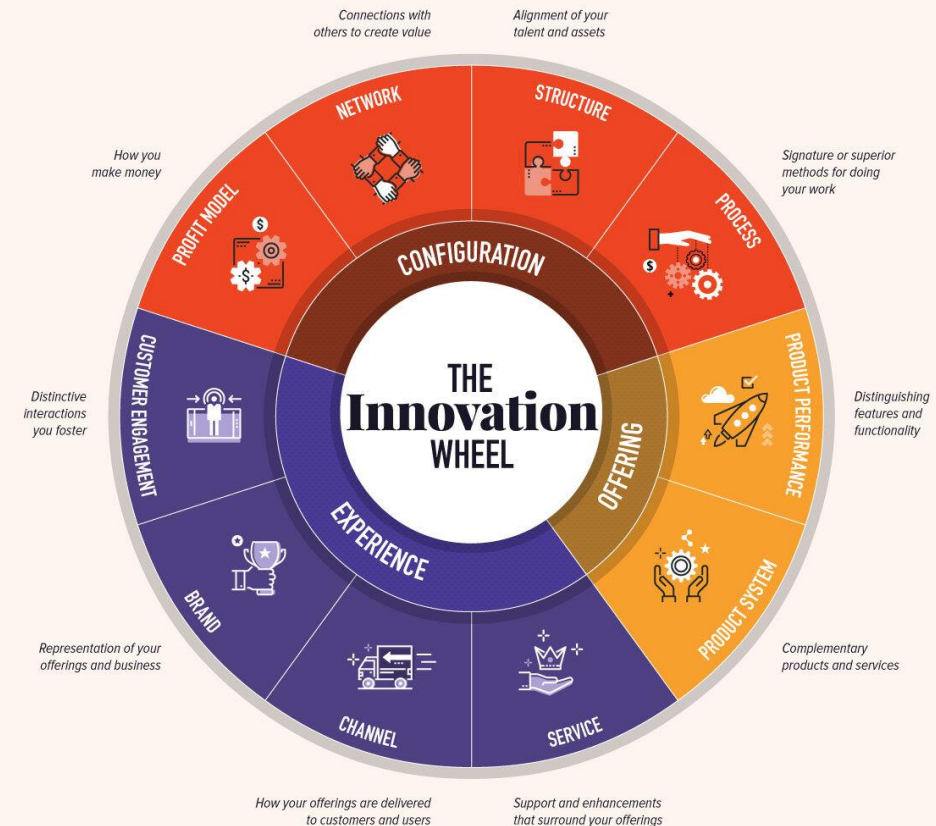 Connections with
others to create value
Alignment of your
talent and assets
NETWORK
STRUCTURE
How you
make money
Signature or superior
methods for doing
your work
PROFIT MODEL
$
$
PROCESS
$
CONFIGURATION
THE
Innovation
WHEEL
CUSTOMER ENGAGEMENT
PRODUCT PERFORMANCE
Distinctive
interactions
you foster
Distinguishing
features and
functionality
OFFERING
EXPERIENCE
BRAND
PRODUCT SYSTEM
Representation of your
offerings and business
Complementary
products and services
CHANNEL
SERVICE
How your offerings are delivered
to customers and users
Support and enhancements
that surround your offerings